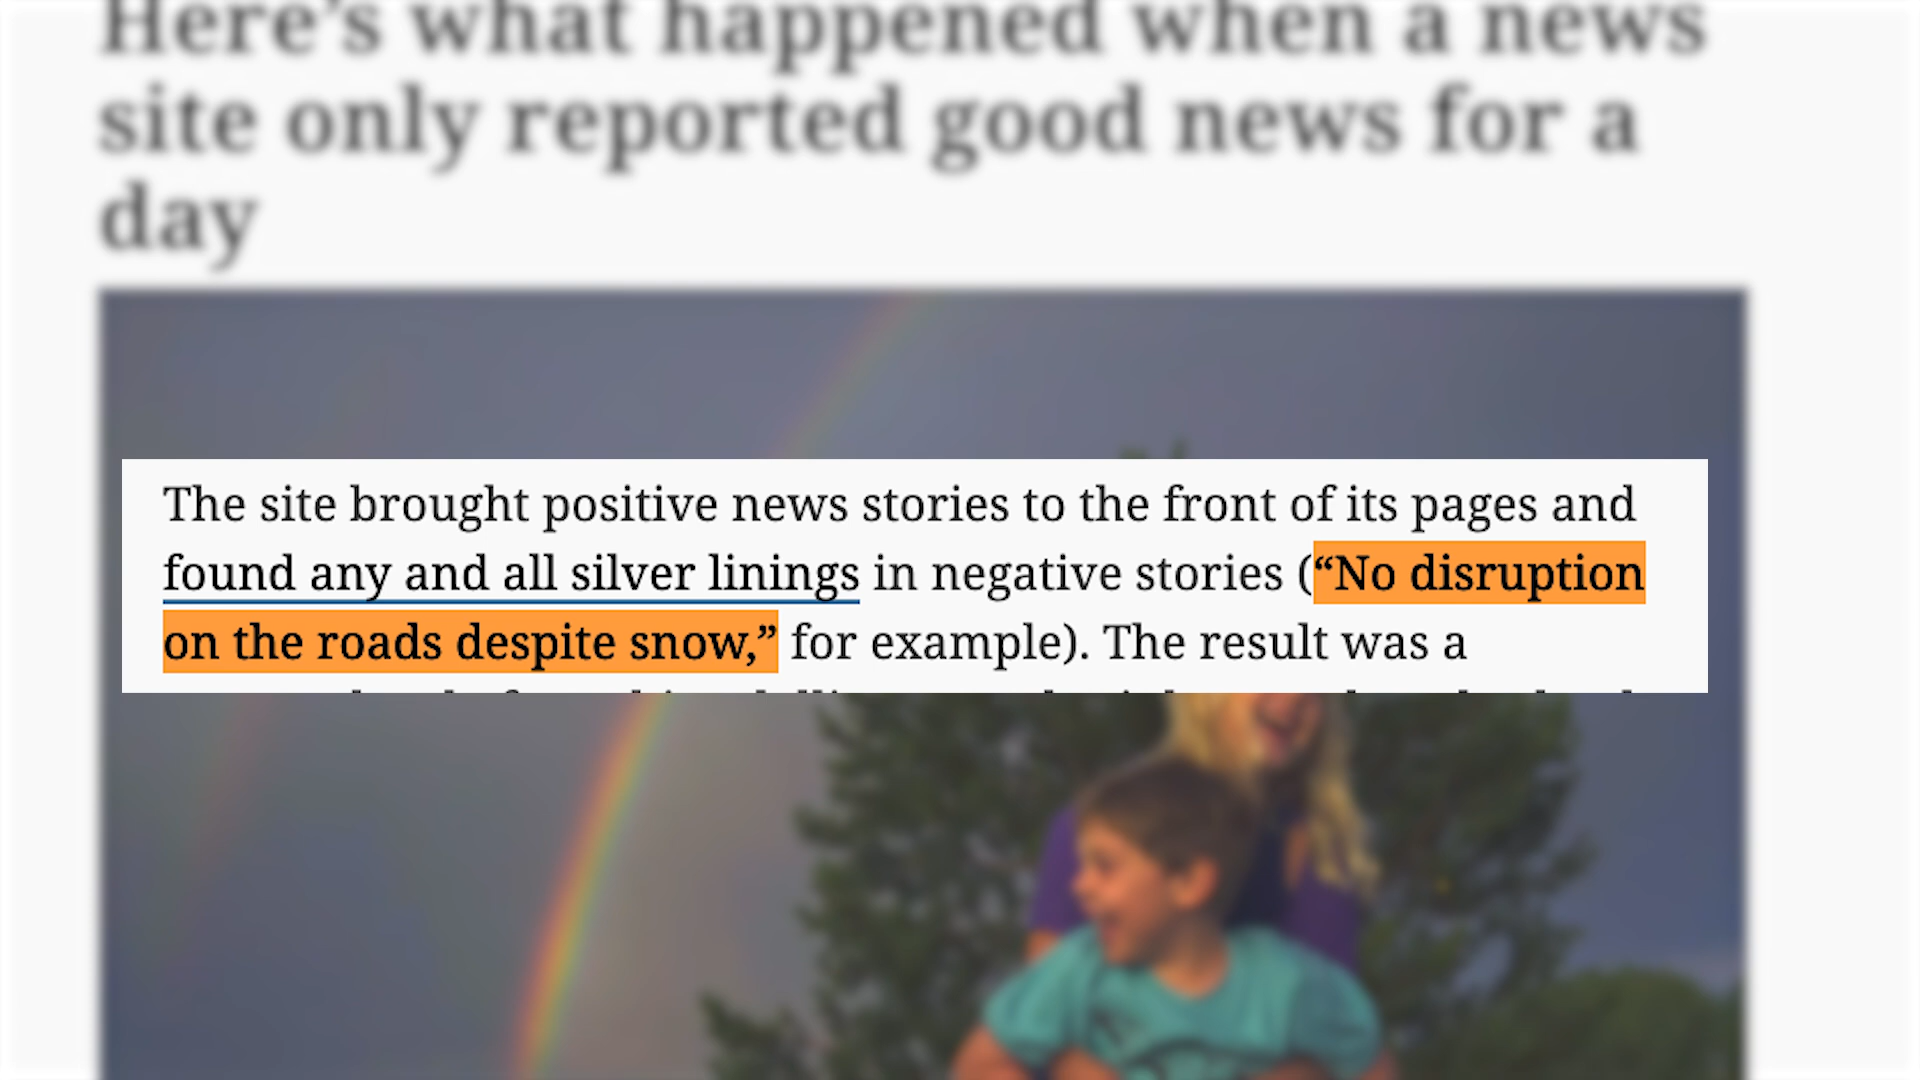 Here’s what happened when a news
site only reported good news for a
day
The site brought positive news stories to the front of its pages and
found any and all silver linings in negative stories (“No disruption
on the roads despite snow,” for example). The result was a